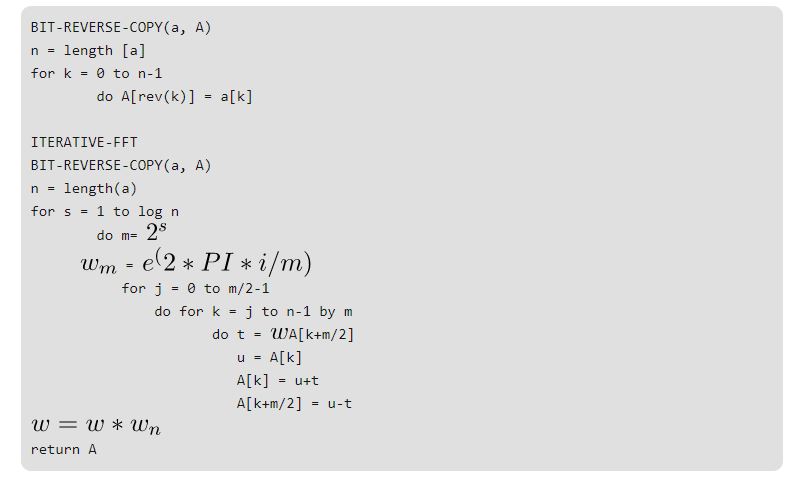 BIT-REVERSE-COPY(a, A)
n = length [a]
for k = 0 to n-1
do A[rev(k)] = a[k]
ITERATIVE-FFT
BIT-REVERSE-COPY(a, A)
n = length(a)
for s = 1 to log n
do m= 2^s
w_m = e^(2 * PI * i/m)
for j = 0 to m/2-1
do for k = j to n-1 by m
do t = wA[k+m/2]
u = A[k]
A[k] = u+t
A[k+m/2] = u-t
w = w * w_n
return A